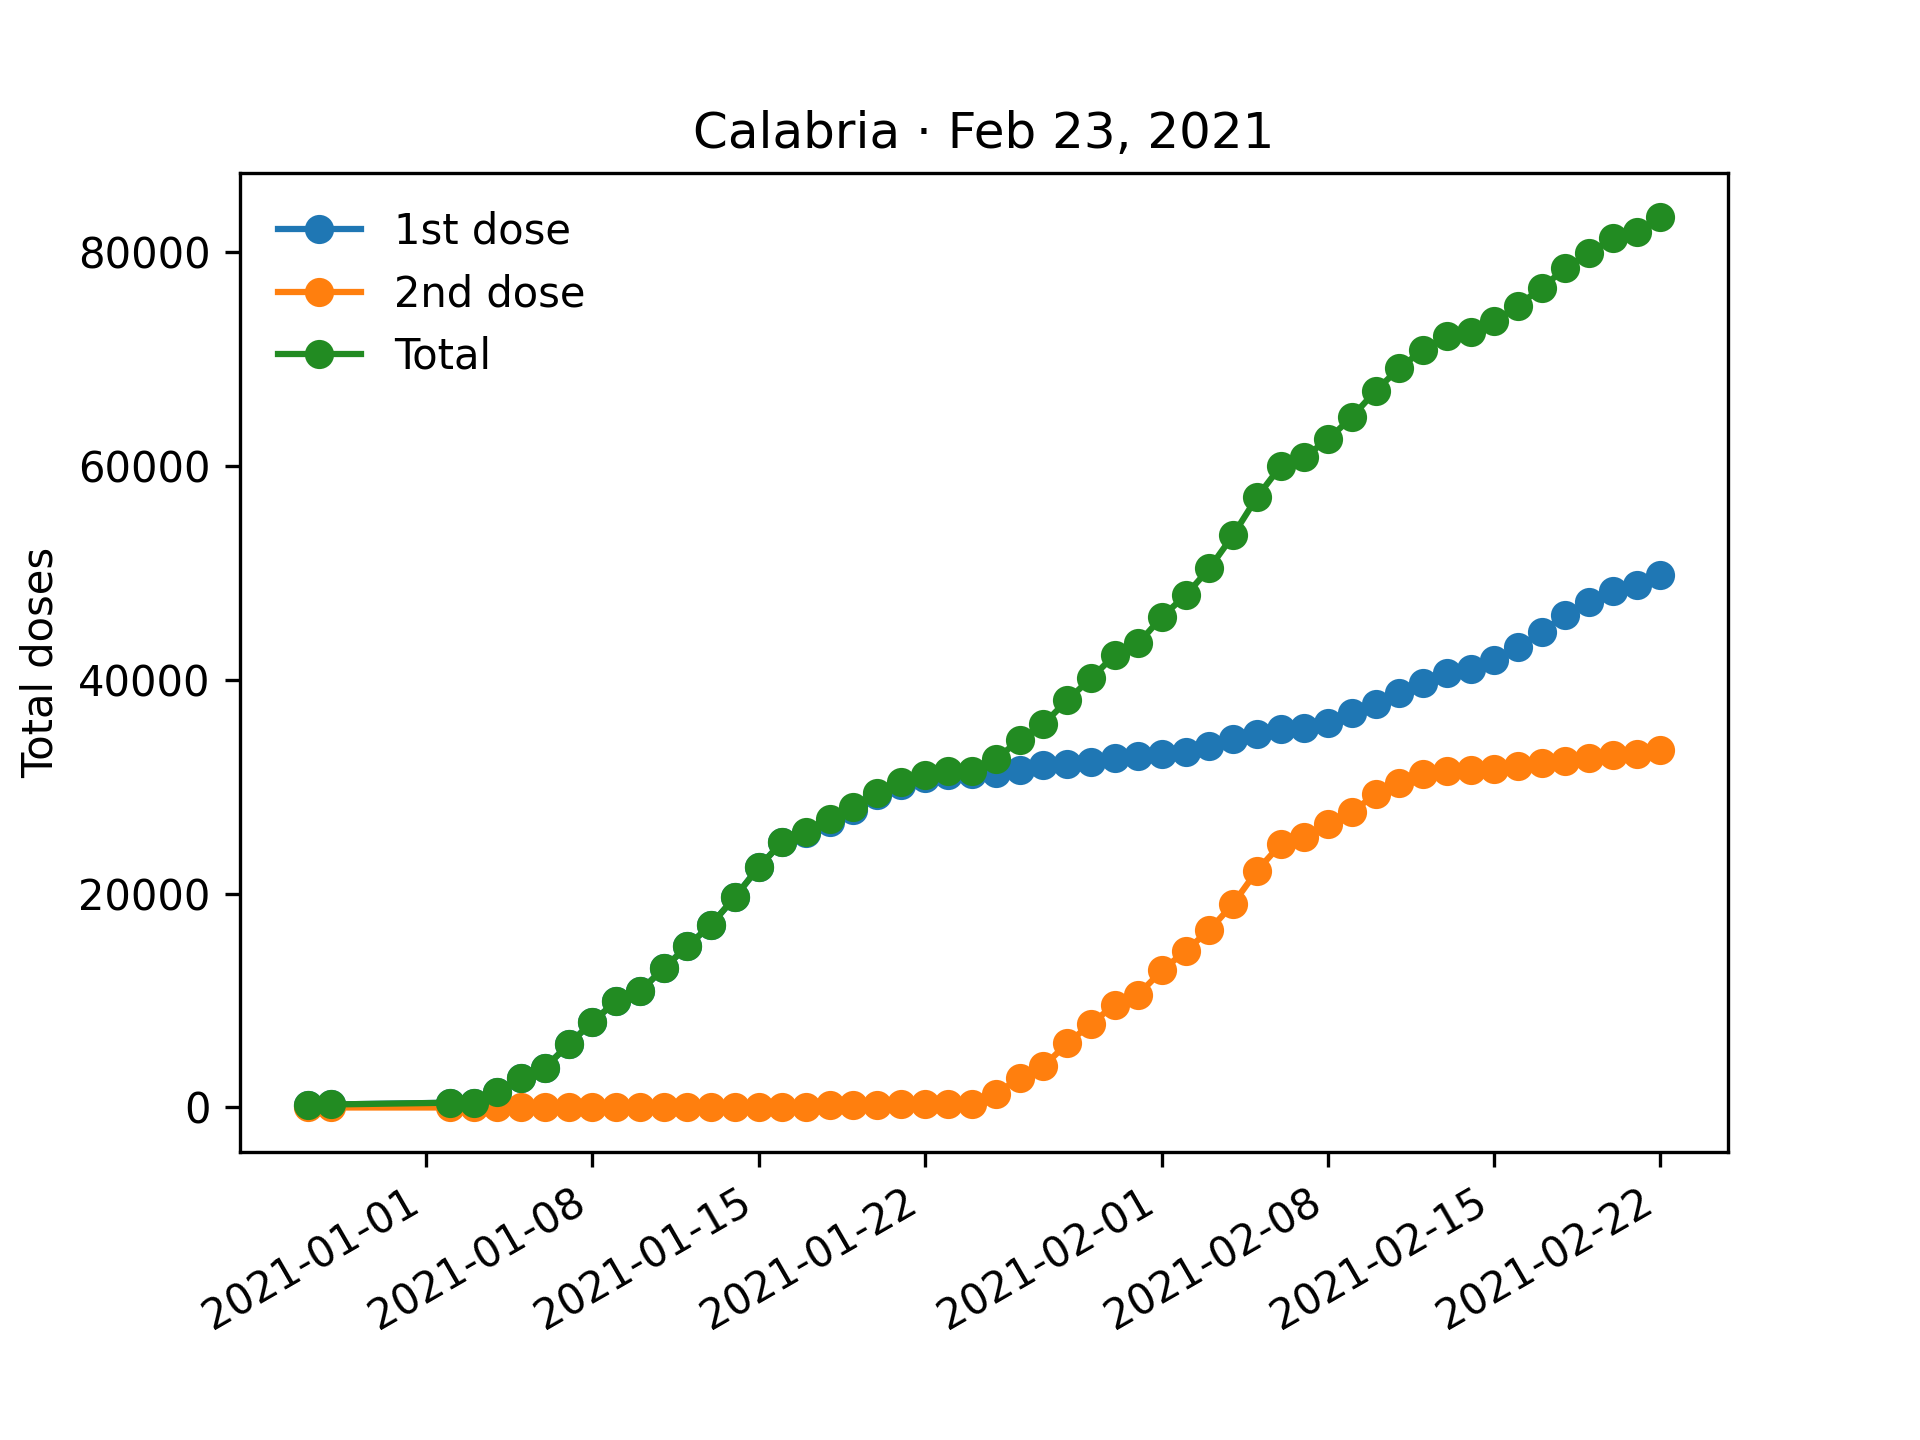 Calabria · Feb 23, 2021
1st dose
2nd dose
Total
Total doses
80000
60000
40000
20000
0
2021-01-01
2021-01-08
2021-01-15
2021-01-22
2021-02-01
2021-02-08
2021-02-15
2021-02-22